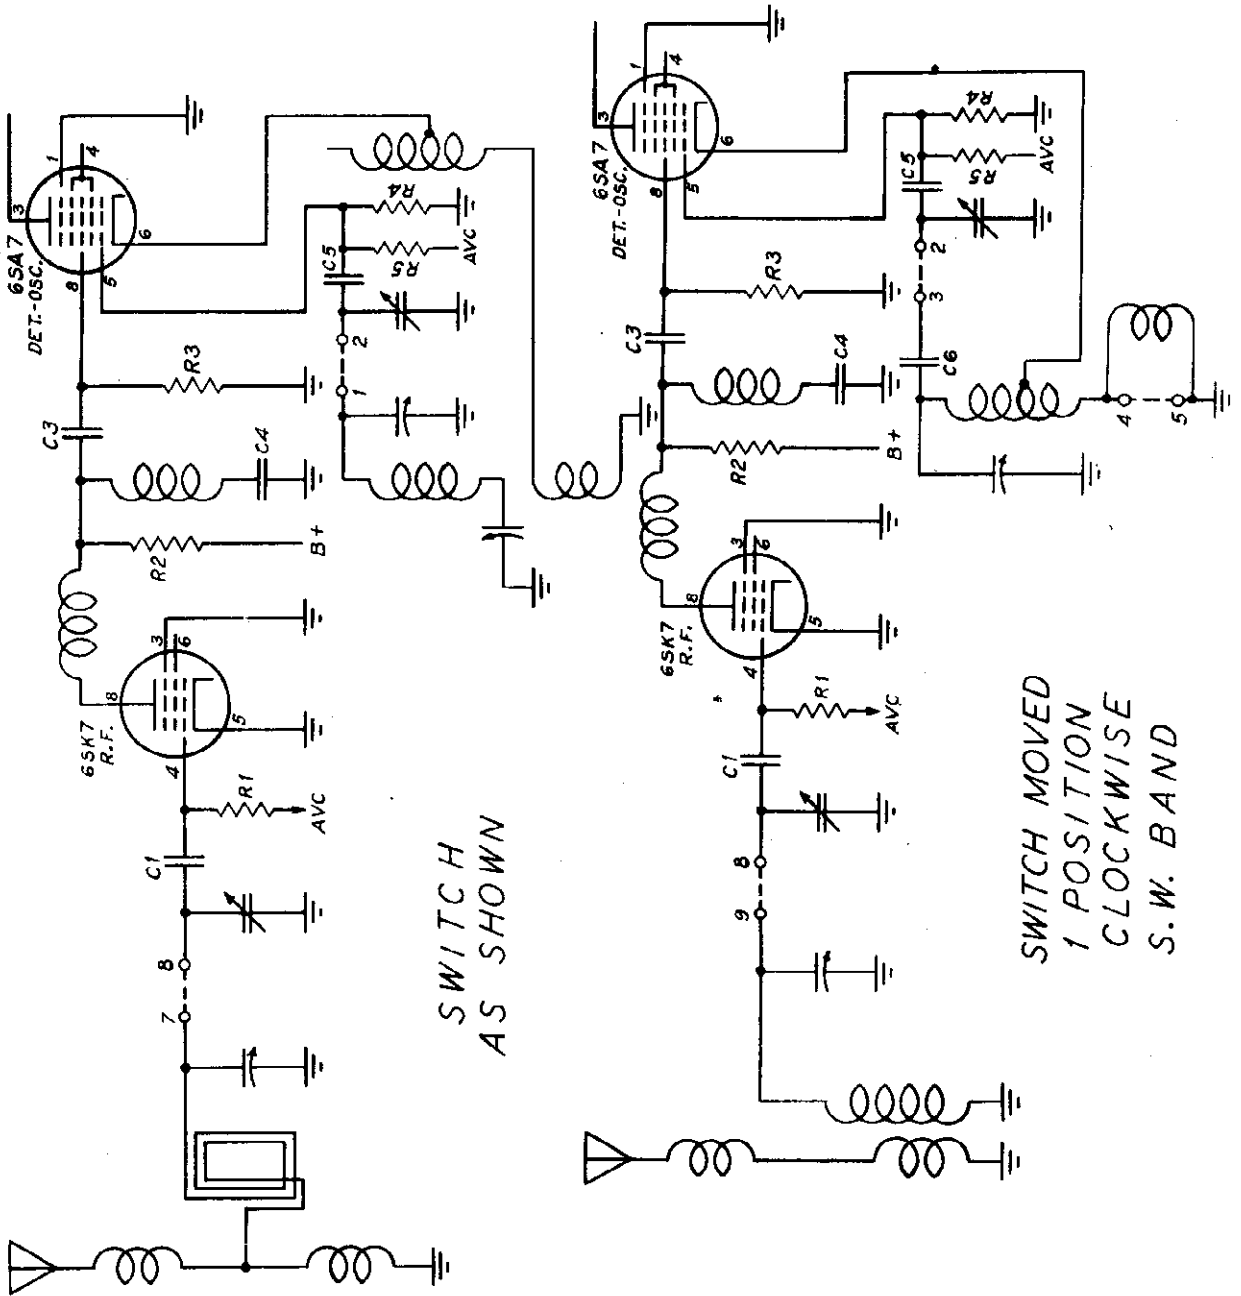 6SA7
DET.-OSC.
3
1
4
8
5
6
C3
R3
C4
R2
B+
C5
R5
R4
AVC
1
2
6SK7
R.F.
8
3
6
4
5
C1
R1
AVC
7
8
SWITCH
AS SHOWN
6SA7
DET.-OSC.
3
1
4
8
5
6
C3
R3
C4
R2
B+
C5
R5
R4
AVC
2
3
C6
4
5
6SK7
R.F.
8
3
6
4
5
C1
R1
AVC
8
9
SWITCH MOVED
1 POSITION
CLOCKWISE
S.W. BAND